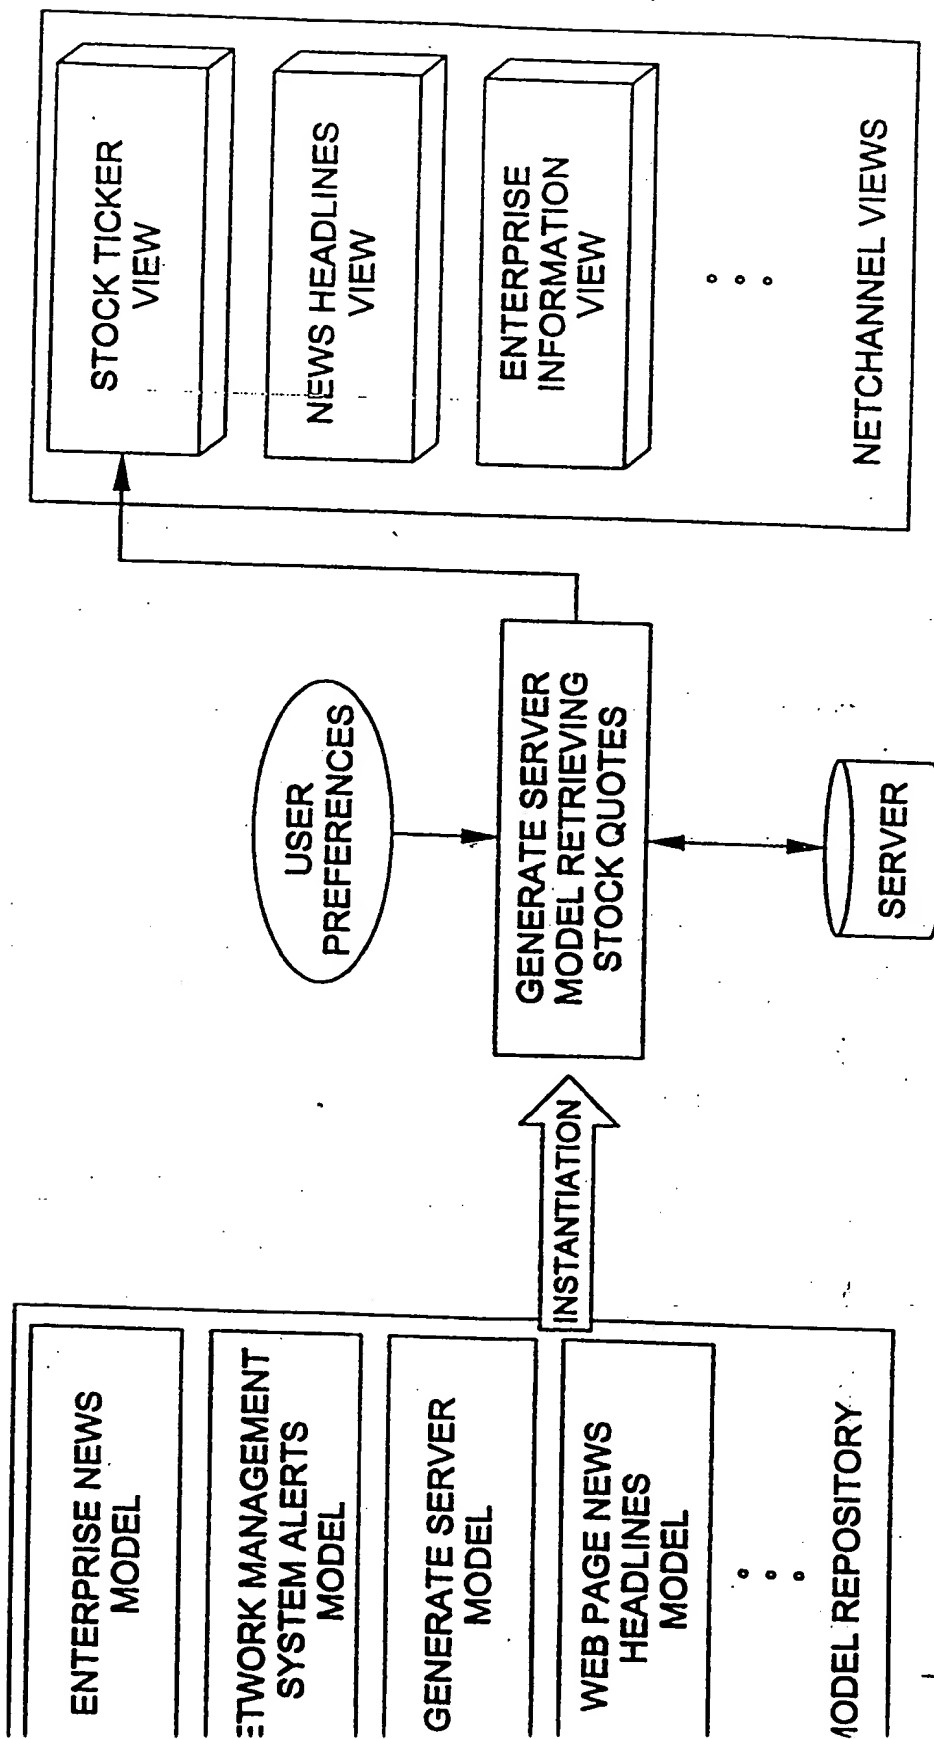 ENTERPRISE NEWS
MODEL
ETWORK MANAGEMENT
SYSTEM ALERTS
MODEL
GENERATE SERVER
MODEL
WEB PAGE NEWS
HEADLINES
MODEL
MODEL REPOSITORY
INSTANTIATION
USER
PREFERENCES
GENERATE SERVER
MODEL RETRIEVING
STOCK QUOTES
SERVER
STOCK TICKER
VIEW
NEWS HEADLINES
VIEW
ENTERPRISE
INFORMATION
VIEW
NETCHANNEL VIEWS